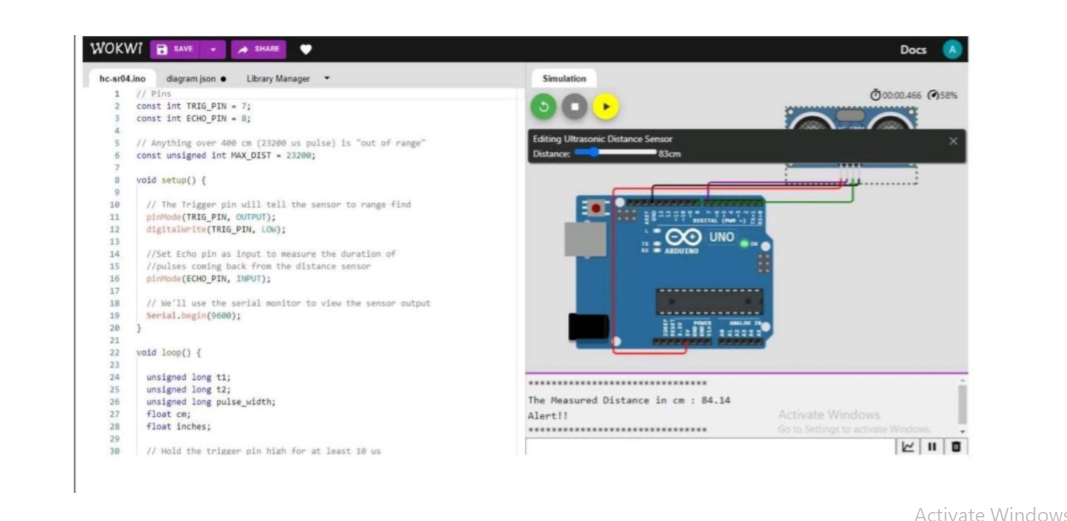 WOKWI SAVE SHARE Docs A
hc-sr04.ino diagram.json Library Manager
1 // Pins
2 const int TRIG_PIN = 7;
3 const int ECHO_PIN = 8;
4
5 // Anything over 400 cm (23200 us pulse) is "out of range"
6 const unsigned int MAX_DIST = 23200;
7
8 void setup() {
9
10 // The Trigger pin will tell the sensor to range find
11 pinMode(TRIG_PIN, OUTPUT);
12 digitalWrite(TRIG_PIN, LOW);
13
14 //Set Echo pin as input to measure the duration of
15 //pulses coming back from the distance sensor
16 pinMode(ECHO_PIN, INPUT);
17
18 // We'll use the serial monitor to view the sensor output
19 Serial.begin(9600);
20 }
21
22 void loop() {
23
24 unsigned long t1;
25 unsigned long t2;
26 unsigned long pulse_width;
27 float cm;
28 float inches;
29
30 // Hold the trigger pin high for at least 10 us
Simulation
00:00.466 58%
Editing Ultrasonic Distance Sensor
Distance: 83cm
DIGITAL (PWM ~)
L
TX
RX
UNO
ON
ARDUINO
POWER
ANALOG IN
*******************************
The Measured Distance in cm : 84.14
Alert!!
*******************************
Activate Windows
Go to Settings to activate Windows.
Activate Windows